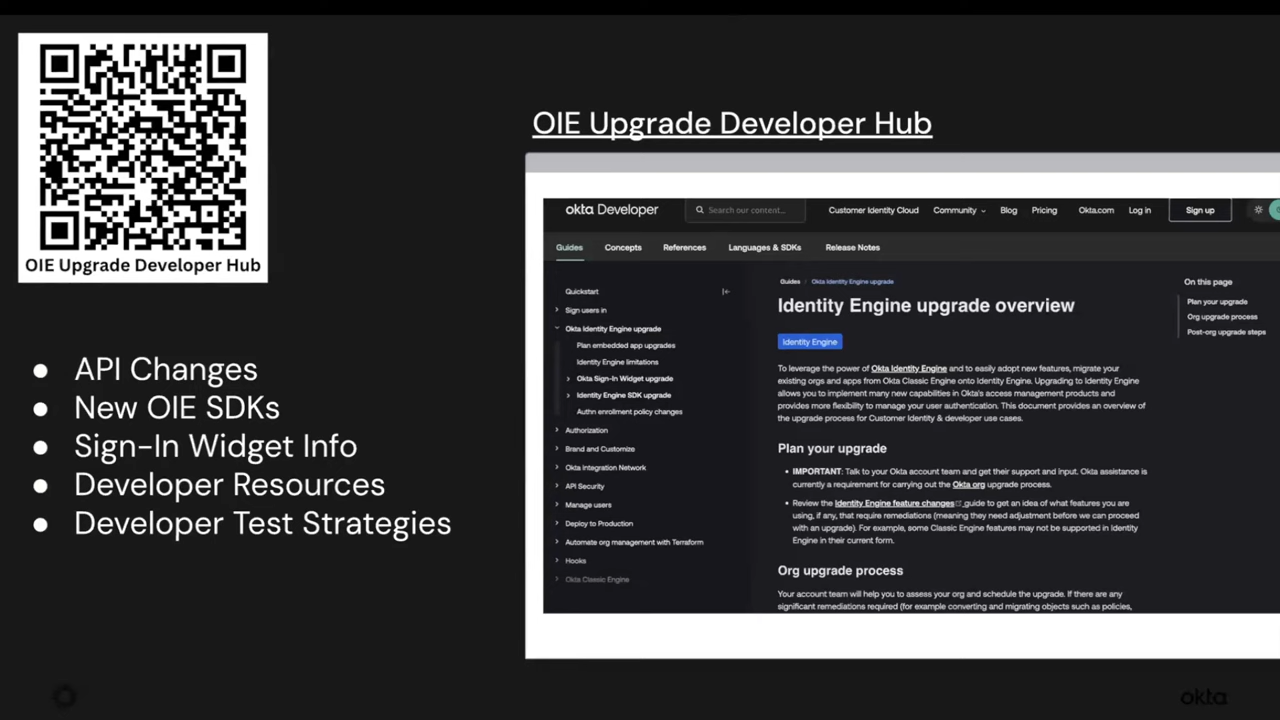 OIE Upgrade Developer Hub
API Changes
New OIE SDKs
Sign-In Widget Info
Developer Resources
Developer Test Strategies
OIE Upgrade Developer Hub
okta Developer
Search our content...
Customer Identity Cloud
Community
Blog
Pricing
Okta.com
Log in
Sign up
Guides
Concepts
References
Languages & SDKs
Release Notes
Quickstart
Sign users in
Okta Identity Engine upgrade
Plan embedded app upgrades
Identity Engine limitations
Okta Sign-In Widget upgrade
Identity Engine SDK upgrade
Authn enrolment policy changes
Authorization
Brand and Customize
Okta Integration Network
API Security
Manage users
Deploy to Production
Automate org management with Terraform
Hooks
Okta Classic Engine
Guides / Okta Identity Engine upgrade
Identity Engine upgrade overview
Identity Engine
To leverage the power of Okta Identity Engine and to easily adopt new features, migrate your
existing orgs and apps from Okta Classic Engine onto Identity Engine. Upgrading to Identity Engine
allows you to implement many new capabilities in Okta's access management products and
provides more flexibility to manage your user authentication. This document provides an overview of
the upgrade process for Customer Identity & developer use cases.
Plan your upgrade
IMPORTANT: Talk to your Okta account team and get their support and input. Okta assistance is
currently a requirement for carrying out the Okta org upgrade process.
Review the Identity Engine feature changes guide to get an idea of what features you are
using, if any, that require remediations (meaning they need adjustment before we can proceed
with an upgrade). For example, some Classic Engine features may not be supported in Identity
Engine in their current form.
Org upgrade process
Your account team will help you to assess your org and schedule the upgrade. If there are any
significant remediations required (for example converting and migrating objects such as policies,
On this page
Plan your upgrade
Org upgrade process
Post-org upgrade steps
okta